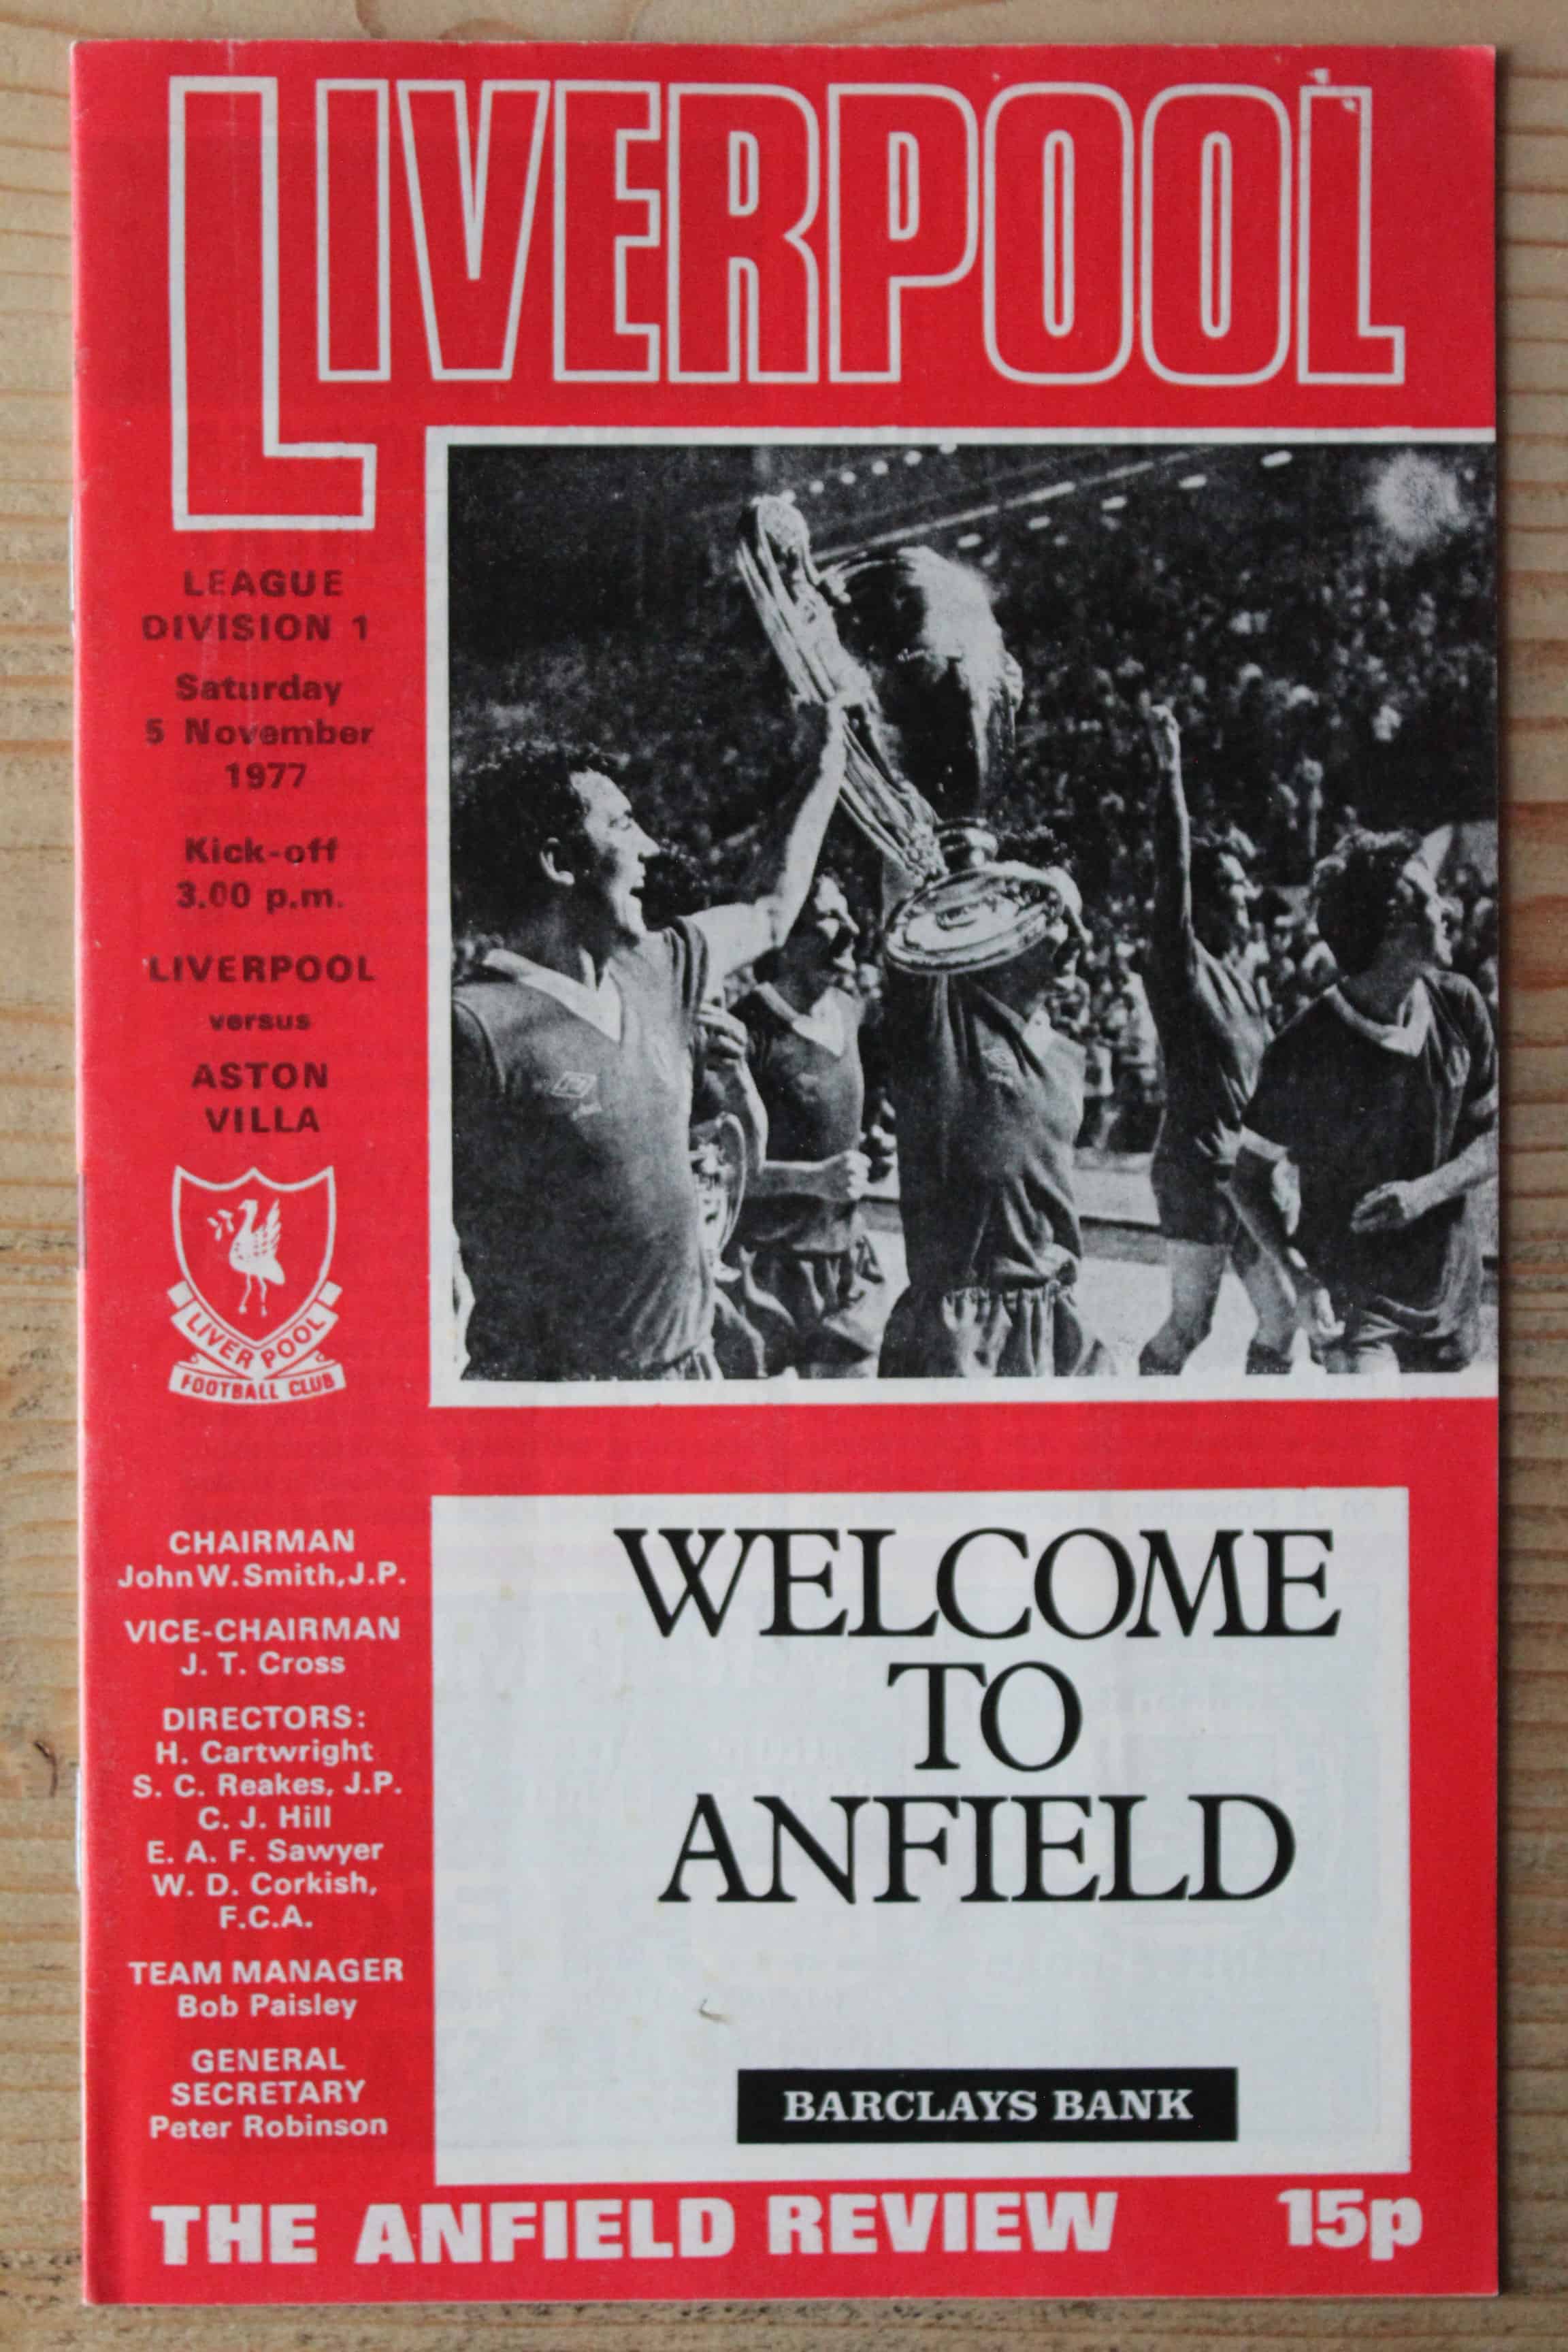 LIVERPOOL
LEAGUE
DIVISION 1
Saturday
5 November
1977
Kick-off
3.00 p.m.
LIVERPOOL
versus
ASTON
VILLA
LIVERPOOL
FOOTBALL CLUB
CHAIRMAN
John W. Smith, J.P.
VICE-CHAIRMAN
J. T. Cross
DIRECTORS:
H. Cartwright
S. C. Reakes, J.P.
C. J. Hill
E. A. F. Sawyer
W. D. Corkish,
F.C.A.
TEAM MANAGER
Bob Paisley
GENERAL
SECRETARY
Peter Robinson
WELCOME
TO
ANFIELD
BARCLAYS BANK
THE ANFIELD REVIEW 15p